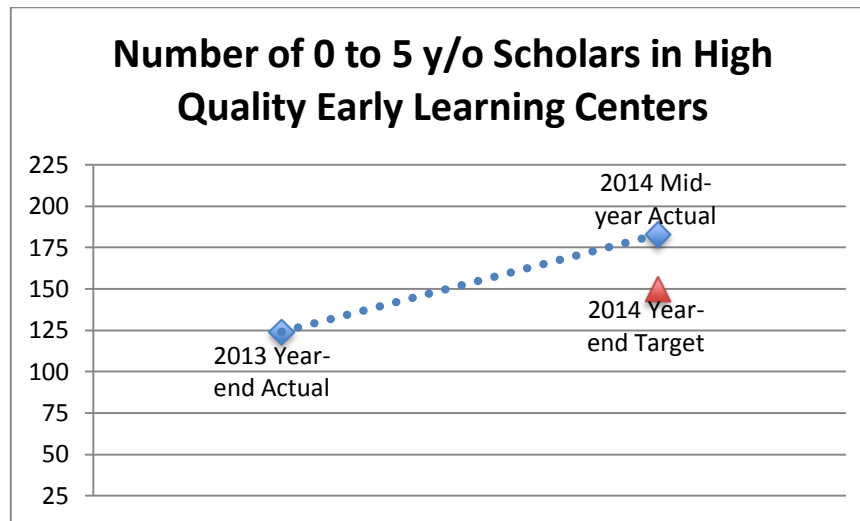 Number of 0 to 5 y/o Scholars in High
Quality Early Learning Centers
225
200
175
150
125
100
75
50
25
2014 Mid-
year Actual
2014 Year-
end Target
2013 Year-
end Actual